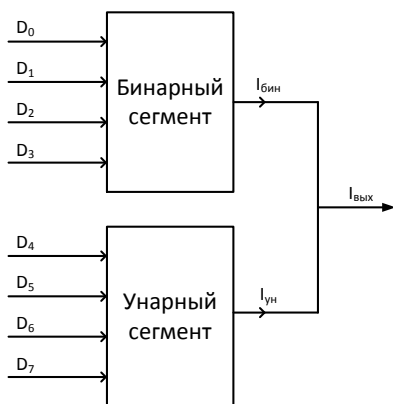 D0
D1
D2
D3
Бинарный
сегмент
Iбин
Iвых
D4
D5
D6
D7
Унарный
сегмент
Iун